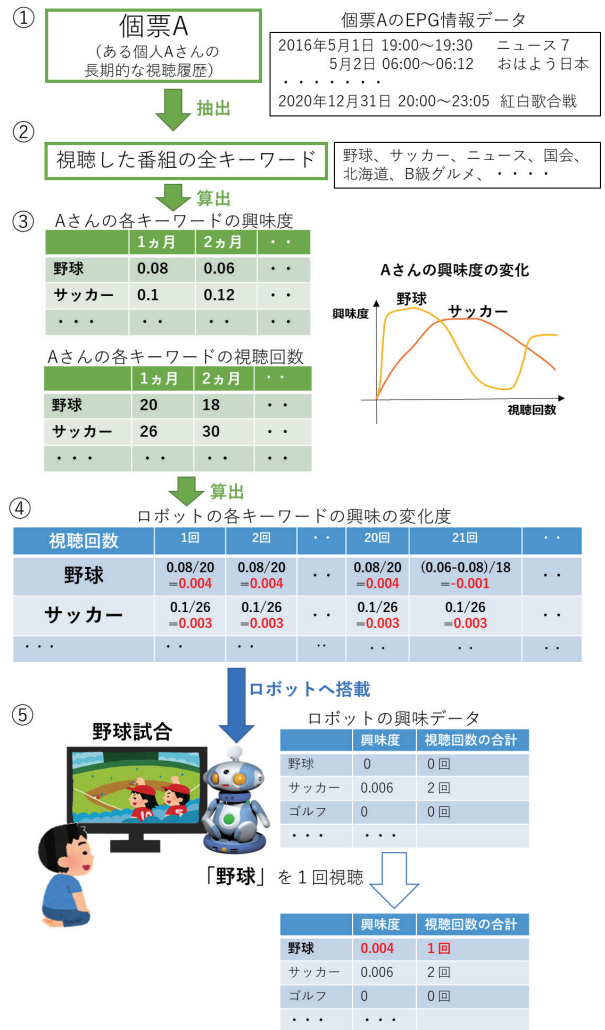 ①
個票A
(ある個人Aさんの
長期的な視聴履歴)
個票AのEPG情報データ
2016年5月1日 19:00～19:30 ニュース7
5月2日 06:00～06:12 おはよう日本
・・・・・・・
2020年12月31日 20:00～23:05 紅白歌合戦
抽出
②
視聴した番組の全キーワード
野球、サッカー、ニュース、国会、
北海道、B級グルメ、・・・・
算出
③
Aさんの各キーワードの興味度
1ヵ月 2ヵ月 ・・
野球 0.08 0.06 ・・
サッカー 0.1 0.12 ・・
・・・ ・・ ・・ ・・
Aさんの興味度の変化
興味度
野球
サッカー
視聴回数
Aさんの各キーワードの視聴回数
1ヵ月 2ヵ月 ・・
野球 20 18 ・・
サッカー 26 30 ・・
・・・ ・・ ・・ ・・
算出
④
ロボットの各キーワードの興味の変化度
視聴回数 1回 2回 ・・ 20回 21回 ・・
野球 0.08/20 0.08/20 ・・ 0.08/20 (0.06-0.08)/18 ・・
=0.004 =0.004 =0.004 =-0.001
サッカー 0.1/26 0.1/26 ・・ 0.1/26 0.1/26 ・・
=0.003 =0.003 =0.003 =0.003
・・・ ・・ ・・ ・・ ・・ ・・ ・・
ロボットへ搭載
⑤
野球試合
10 5
ロボットの興味データ
興味度 視聴回数の合計
野球 0 0回
サッカー 0.006 2回
ゴルフ 0 0回
・・・ ・・・
「野球」を1回視聴
興味度 視聴回数の合計
野球 0.004 1回
サッカー 0.006 2回
ゴルフ 0 0回
・・・ ・・・